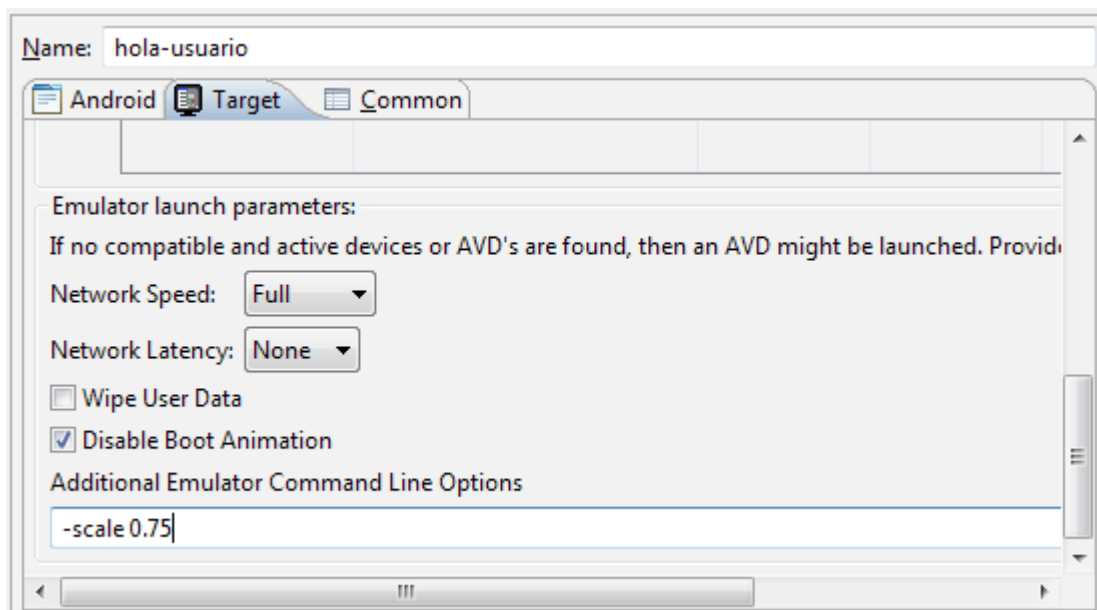 Name: hola-usuario
Android Target Common
Emulator launch parameters:
If no compatible and active devices or AVD's are found, then an AVD might be launched. Provide
Network Speed: Full
Network Latency: None
Wipe User Data
Disable Boot Animation
Additional Emulator Command Line Options
-scale 0.75